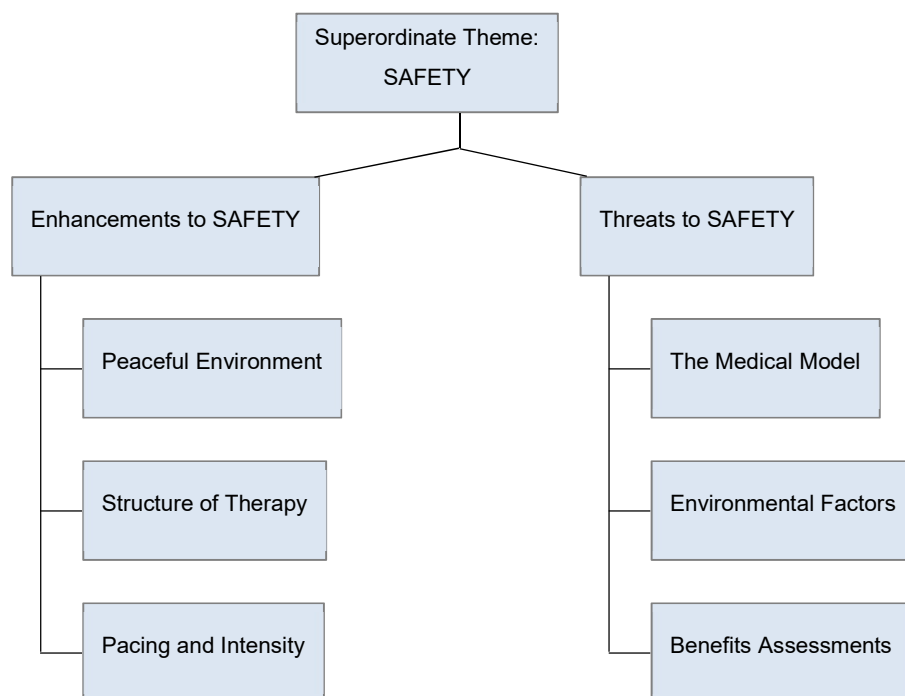 Superordinate Theme:
SAFETY
Enhancements to SAFETY
Threats to SAFETY
Peaceful Environment
The Medical Model
Structure of Therapy
Environmental Factors
Pacing and Intensity
Benefits Assessments